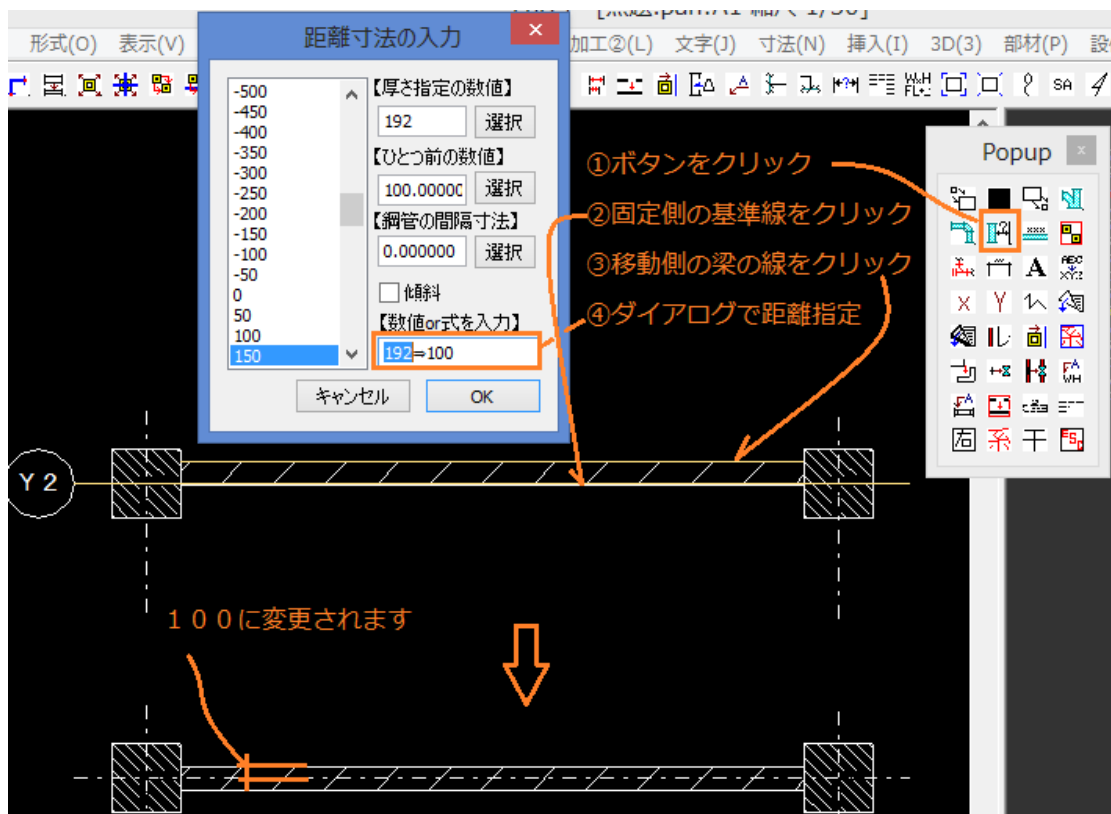 形式(O) 表示(V) 加工②(L) 文字(J) 寸法(N) 挿入(I) 3D(3) 部材(P)
距離寸法の入力
-500
-450
-400
-350
-300
-250
-200
-150
-100
-50
0
50
100
150
【厚さ指定の数値】
192 選択
【ひとつ前の数値】
100.00000 選択
【鋼管の間隔寸法】
0.000000 選択
傾斜
【数値or式を入力】
192⇒100
キャンセル OK
①ボタンをクリック
②固定側の基準線をクリック
③移動側の梁の線をクリック
④ダイアログで距離指定
Popup
Y 2
１００に変更されます